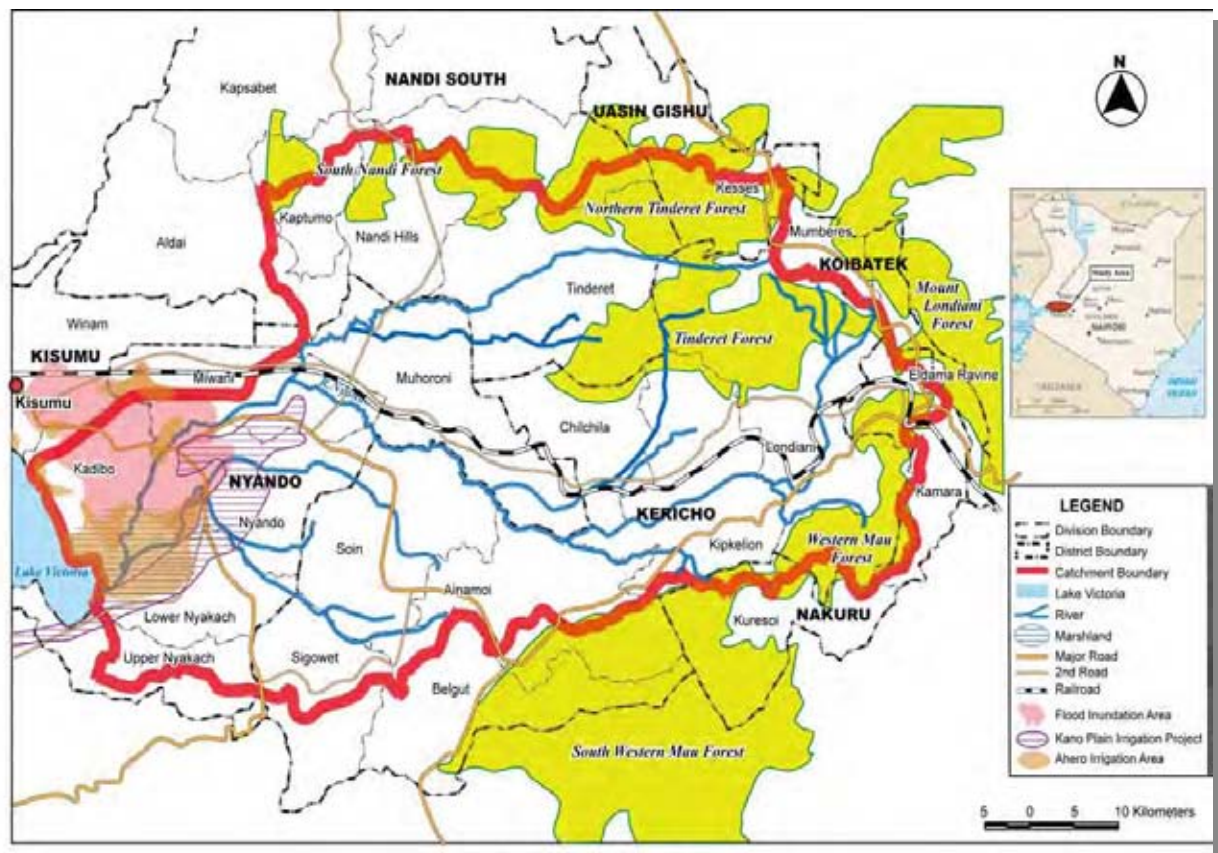 NANDI SOUTH
Kapsabet
UASIN GISHU
N
South Nandi Forest
Kesses
Kaptumo
Northern Tinderet Forest
Nandi Hills
Mumberes
Aldai
KOIBATEK
Tinderet
Mount
Londiani
Forest
Winam
Tinderet Forest
KISUMU
Miwani
Muhoroni
Eldama Ravine
Kisumu
Chilchila
Londiani
Kadibo
NYANDO
Kamara
Nyando
KERICHO
Soin
Kipkelion
Western Mau
Forest
Lake Victoria
Ainamoi
Lower Nyakach
Kuresoi
NAKURU
Upper Nyakach
Sigowet
Belgut
South Western Mau Forest
Study Area
NAIROBI
TANZANIA
INDIAN
OCEAN
LEGEND
Division Boundary
District Boundary
Catchment Boundary
Lake Victoria
River
Marshland
Major Road
2nd Road
Railroad
Flood Inundation Area
Kano Plain Irrigation Project
Ahero Irrigation Area
5 0 5 10 Kilometers